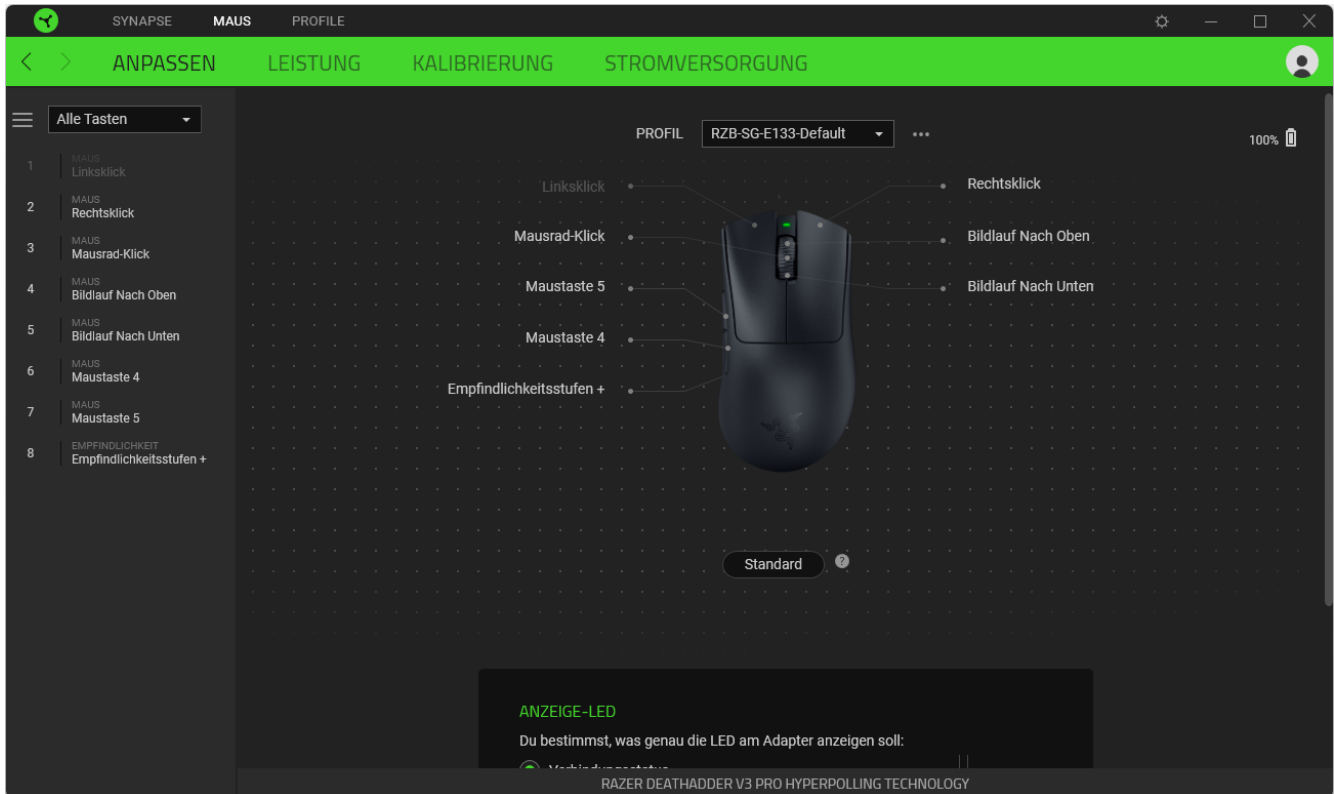 SYNAPSE MAUS PROFILE
ANPASSEN LEISTUNG KALIBRIERUNG STROMVERSORGUNG
Alle Tasten
PROFIL RZB-SG-E133-Default
100%
1 MAUS
Linksklick
2 MAUS
Rechtsklick
3 MAUS
Mausrad-Klick
4 MAUS
Bildlauf Nach Oben
5 MAUS
Bildlauf Nach Unten
6 MAUS
Maustaste 4
7 MAUS
Maustaste 5
8 EMPFINDLICHKEIT
Empfindlichkeitsstufen +
Linksklick
Mausrad-Klick
Maustaste 5
Maustaste 4
Empfindlichkeitsstufen +
Rechtsklick
Bildlauf Nach Oben
Bildlauf Nach Unten
Standard ?
ANZEIGE-LED
Du bestimmst, was genau die LED am Adapter anzeigen soll:
Verbindungsstatus
RAZER DEATHADDER V3 PRO HYPERPOLLING TECHNOLOGY